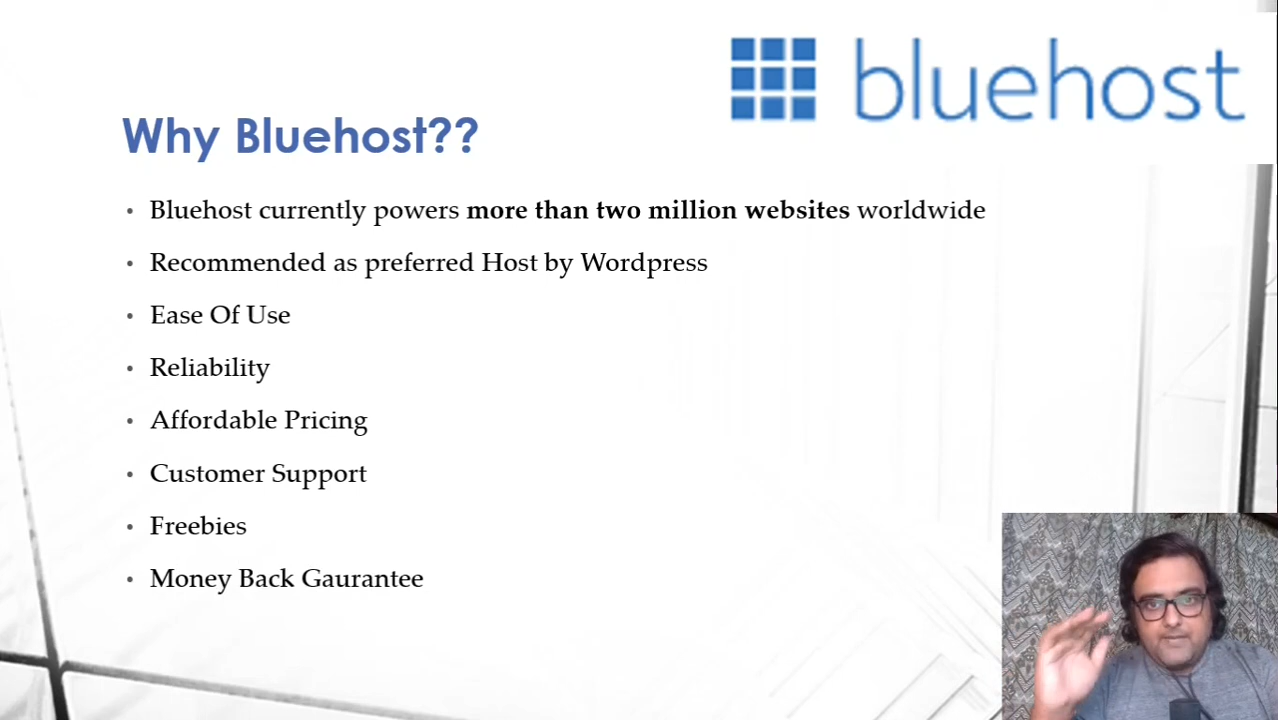 bluehost
Why Bluehost??
• Bluehost currently powers more than two million websites worldwide
• Recommended as preferred Host by Wordpress
• Ease Of Use
• Reliability
• Affordable Pricing
• Customer Support
• Freebies
• Money Back Gaurantee